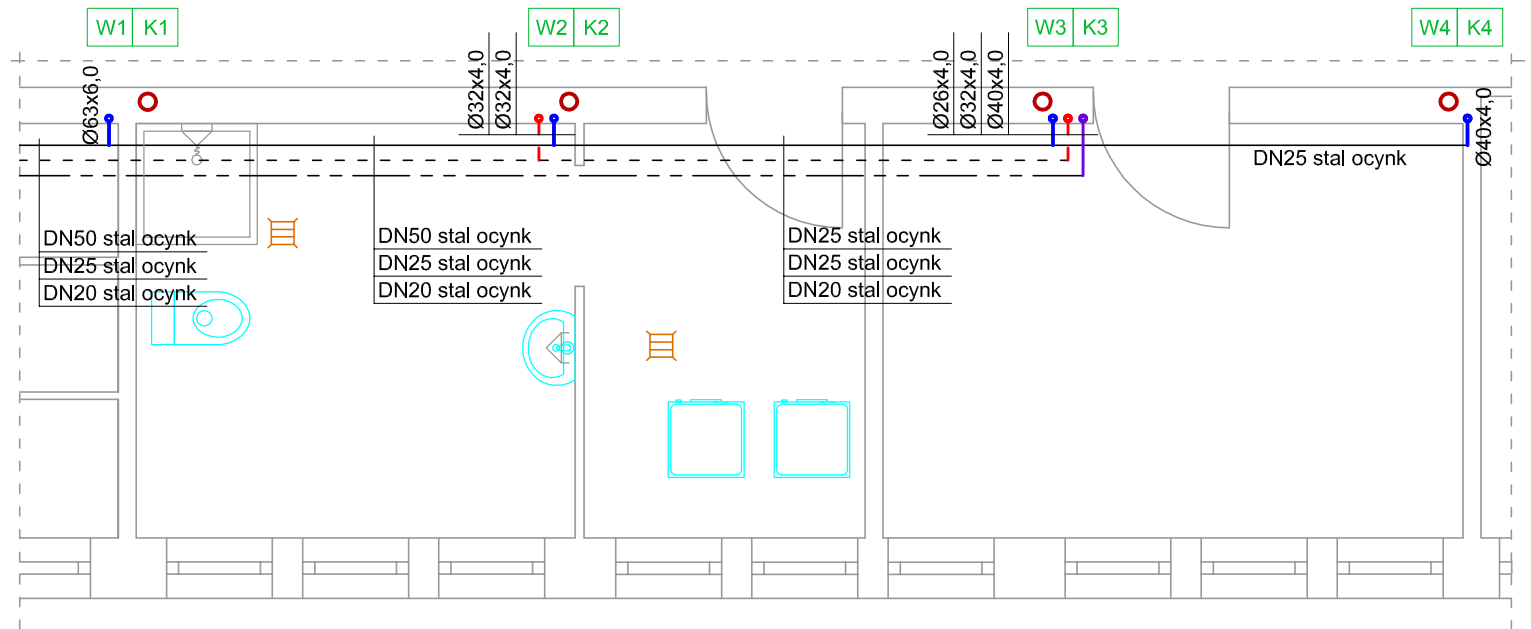 W1 K1
W2 K2
W3 K3
W4 K4
Ø63x6,0
Ø32x4,0
Ø32x4,0
Ø26x4,0
Ø32x4,0
Ø40x4,0
Ø40x4,0
DN25 stal ocynk
DN50 stal ocynk
DN25 stal ocynk
DN20 stal ocynk
DN50 stal ocynk
DN25 stal ocynk
DN20 stal ocynk
DN25 stal ocynk
DN25 stal ocynk
DN20 stal ocynk